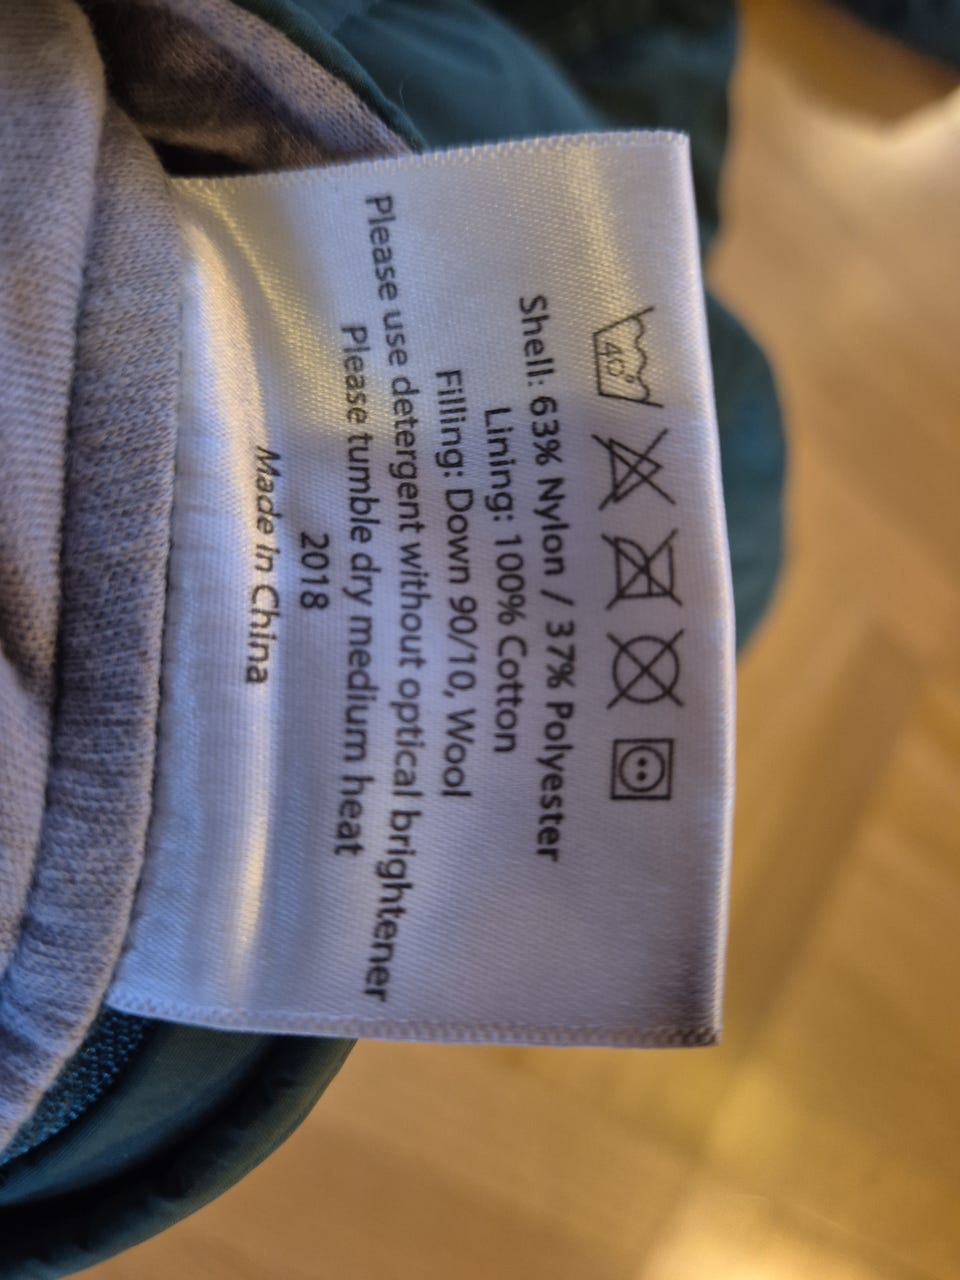 40°
Shell: 63% Nylon / 37% Polyester
Lining: 100% Cotton
Filling: Down 90/10, Wool
Please use detergent without optical brightener
Please tumble dry medium heat
2018
Made in China